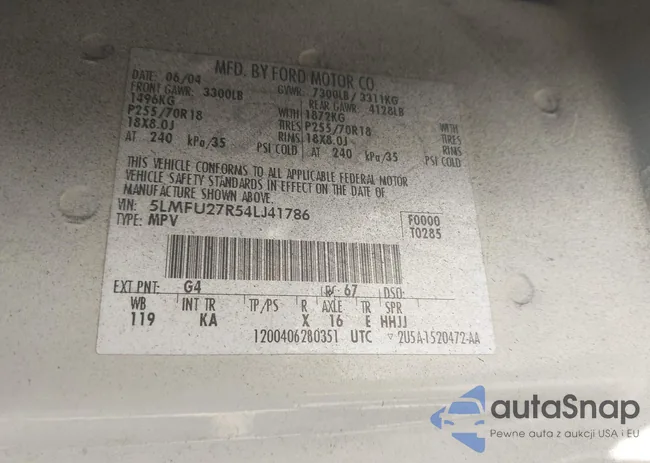 MFD. BY FORD MOTOR CO.
DATE: 06/04 GVWR: 7300LB/ 3311KG
FRONT GAWR: 3300LB REAR GAWR: 4128LB
1496KG WITH 1872KG WITH
P255/70R18 TIRES P255/70R18 TIRES
18X8.0J RIMS 18X8.0J RIMS
AT 240 kPa/35 PSI COLD AT 240 kPa/35 PSI COLD
THIS VEHICLE CONFORMS TO ALL APPLICABLE FEDERAL MOTOR
VEHICLE SAFETY STANDARDS IN EFFECT ON THE DATE OF
MANUFACTURE SHOWN ABOVE.
VIN: 5LMFU27R54LJ41786 F0000
TYPE: MPV T0285
EXT PNT: G4 RC: 67 DSO:
WB INT TR TP/PS R AXLE TR SPR
119 KA X 16 E HHJJ
1200406280351 UTC ▽ 2U5A-1520472-AA
autaSnap
Pewne auta z aukcji USA i EU